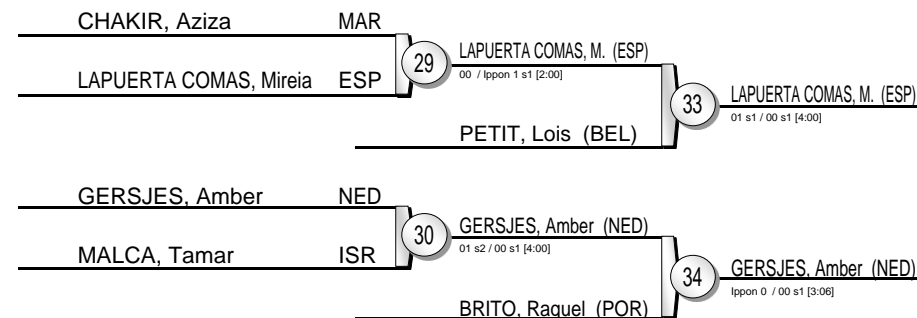 CHAKIR, Aziza MAR
LAPUERTA COMAS, Mireia ESP
29
LAPUERTA COMAS, M. (ESP)
00 / Ippon 1 s1 [2:00]
PETIT, Lois (BEL)
33
LAPUERTA COMAS, M. (ESP)
01 s1 / 00 s1 [4:00]
GERSJES, Amber NED
MALCA, Tamar ISR
30
GERSJES, Amber (NED)
01 s2 / 00 s1 [4:00]
BRITO, Raquel (POR)
34
GERSJES, Amber (NED)
Ippon 0 / 00 s1 [3:06]